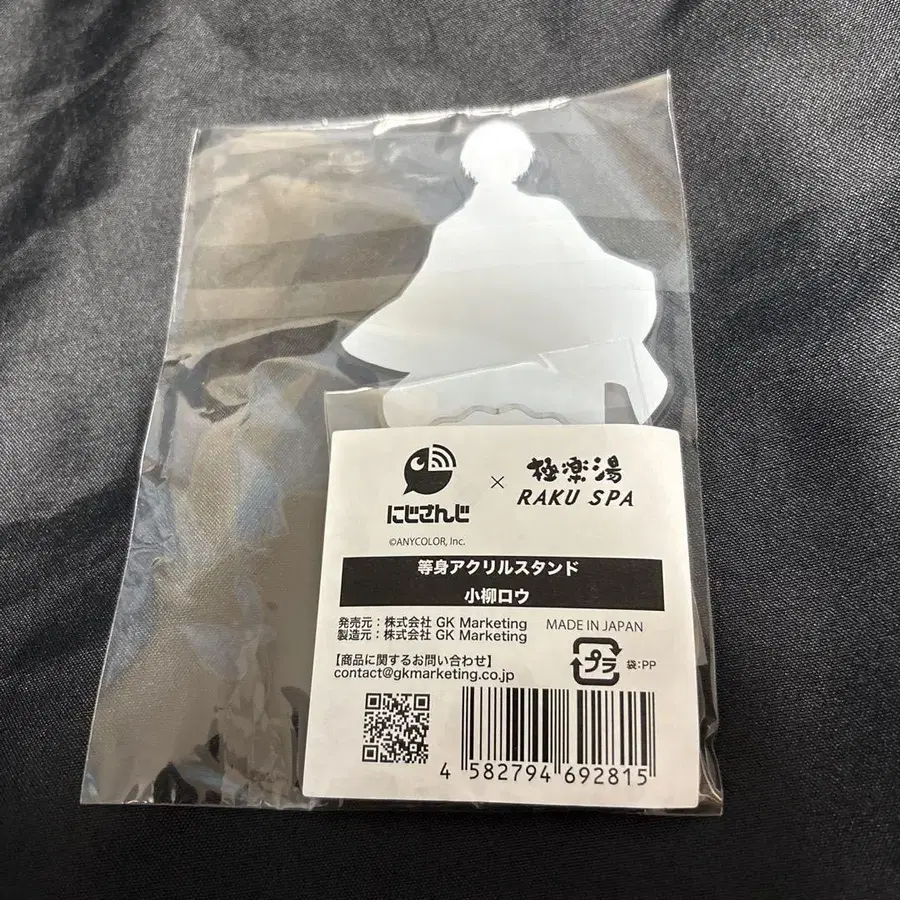 にじさんじ
×
極楽湯
RAKU SPA
©ANYCOLOR, Inc.
等身アクリルスタンド
小柳ロウ
発売元：株式会社 GK Marketing
製造元：株式会社 GK Marketing
MADE IN JAPAN
【商品に関するお問い合わせ】
contact@gkmarketing.co.jp
プラ
袋:PP
4 582794 692815